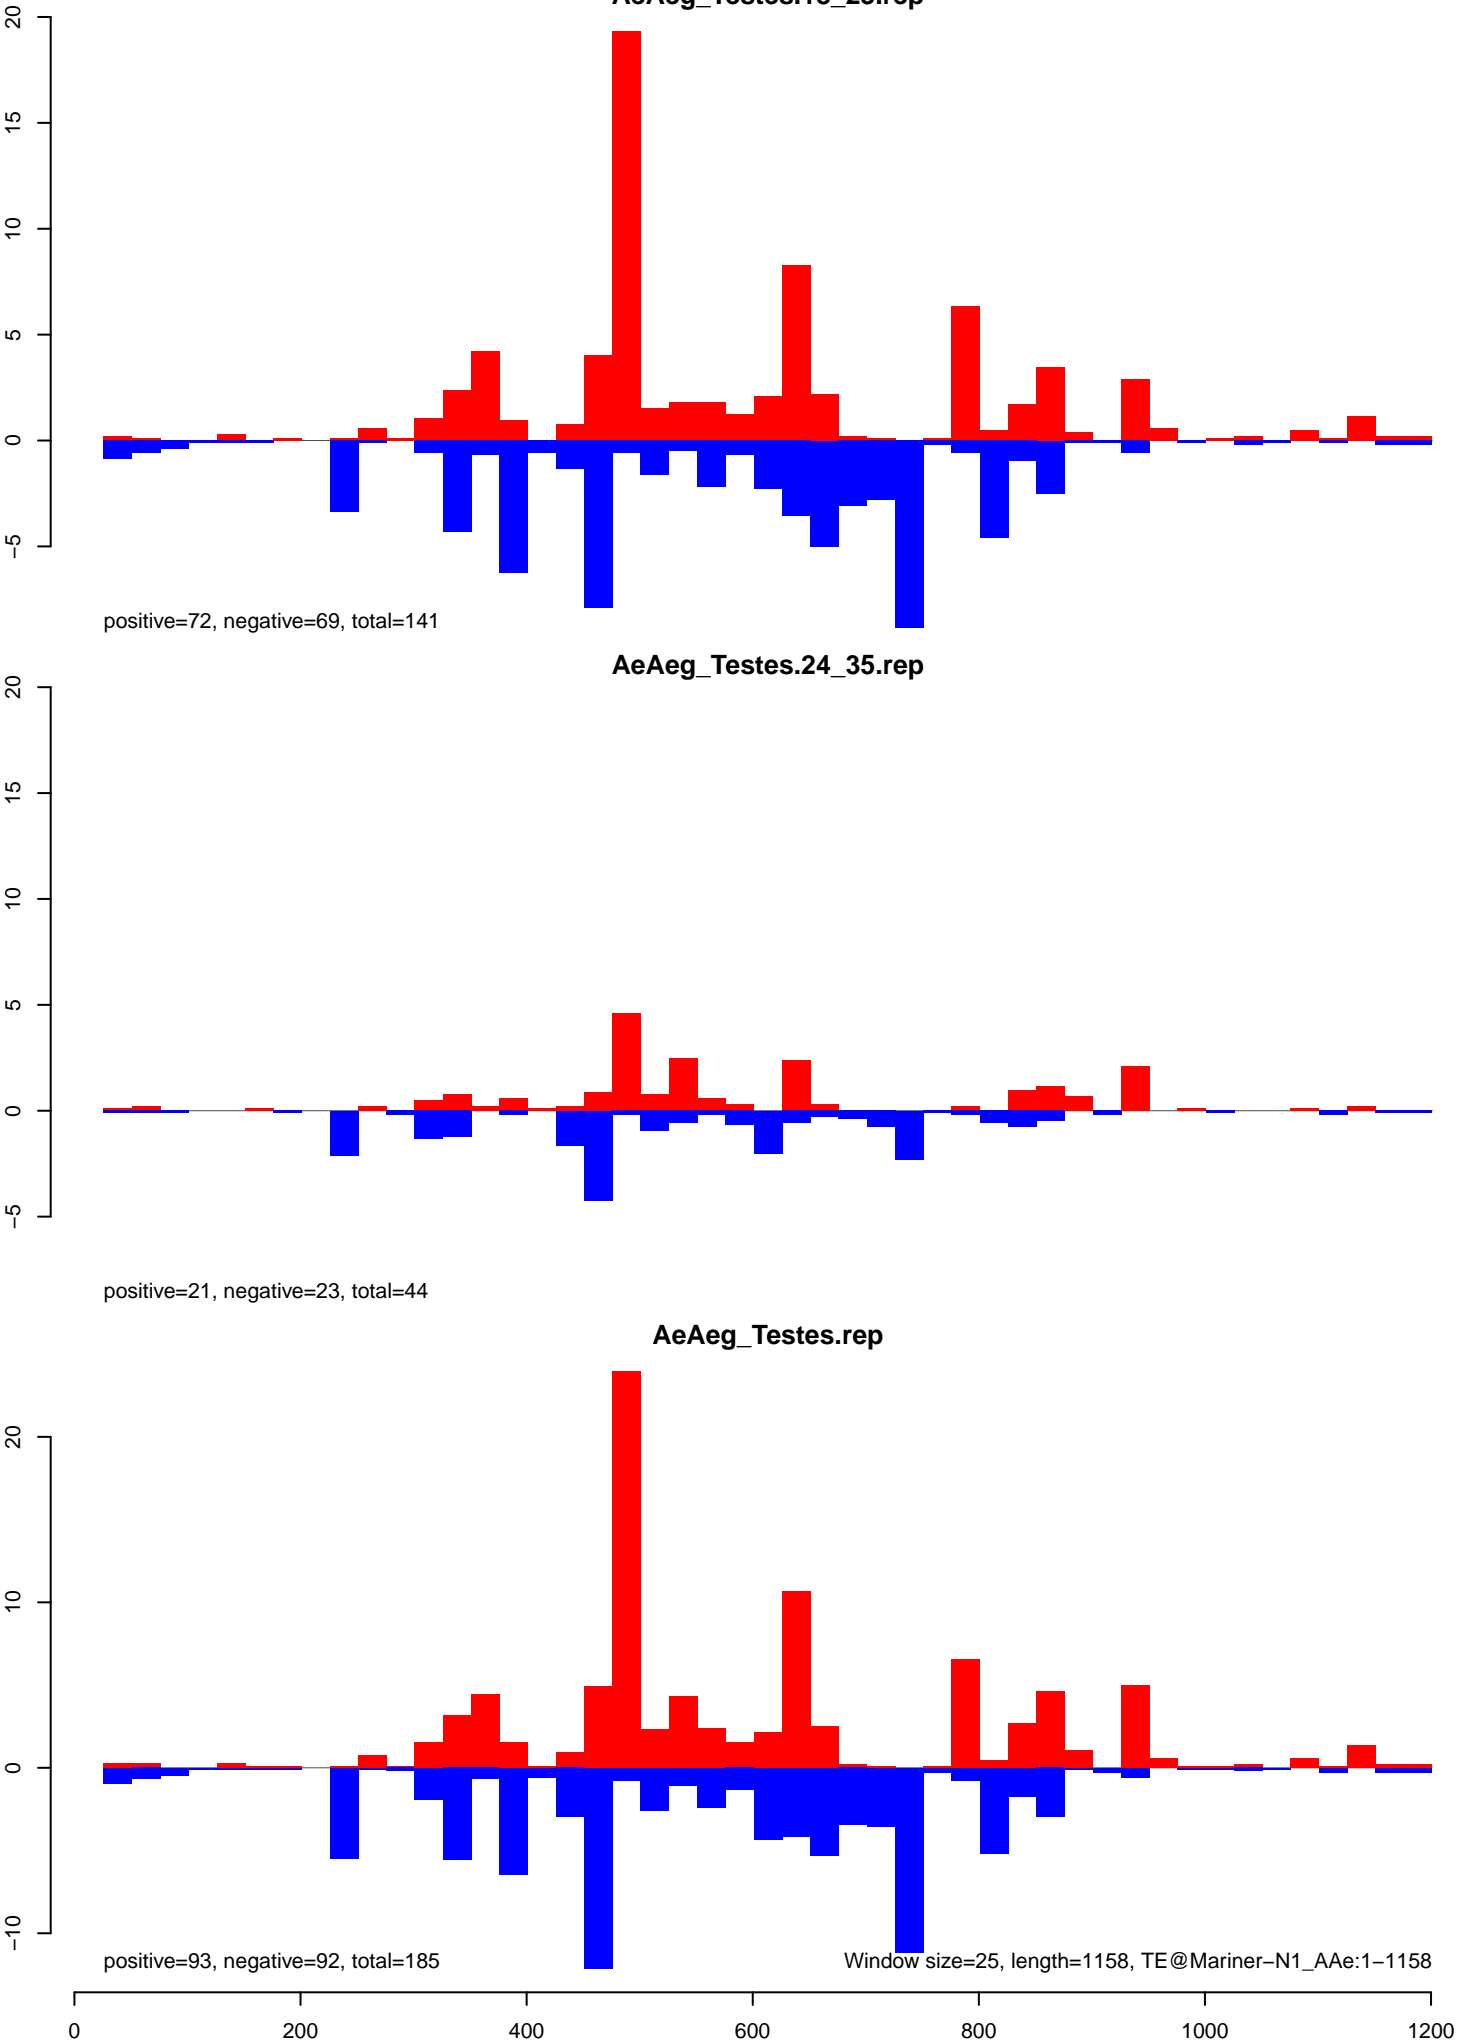 20
15
10
5
0
−5
positive=72, negative=69, total=141
AeAeg_Testes.24_35.rep
20
15
10
5
0
−5
positive=21, negative=23, total=44
AeAeg_Testes.rep
20
10
0
−10
positive=93, negative=92, total=185
Window size=25, length=1158, TE@Mariner−N1_AAe:1−1158
0 200 400 600 800 1000 1200